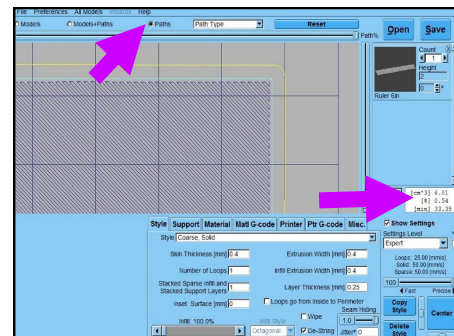 File Preferences All Models Wizards Help
Models Models+Paths Paths Path Type Reset
Path%
Open Save
Count
1
Height
2
0
Ruler 6in
[cm^3] 6.01
[#] 0.54
[min] 33.35
Style Support Material Matl G-code Printer Ptr G-code Misc.
Show Settings
Style Coarse, Solid
Settings Level
Expert
Skin Thickness [mm] 0.4 Extrusion Width [mm] 0.4
Loops 25.00 [mm/s]
Solid 50.00 [mm/s]
Sparse 50.00 [mm/s]
Number of Loops 1 Infill Extrusion Width [mm] 0.4
Stacked Sparse Infill and
Stacked Support Layers 1 Layer Thickness [mm] 0.25
100
Fast Precise
Inset Surface [mm] 0 Loops go from Inside to Perimeter
Copy
Style
Center
Infill 100.0% Infill Style Wipe Seam Hiding
1.0
Octagonal De-String Jitter° 0
Delete
Style